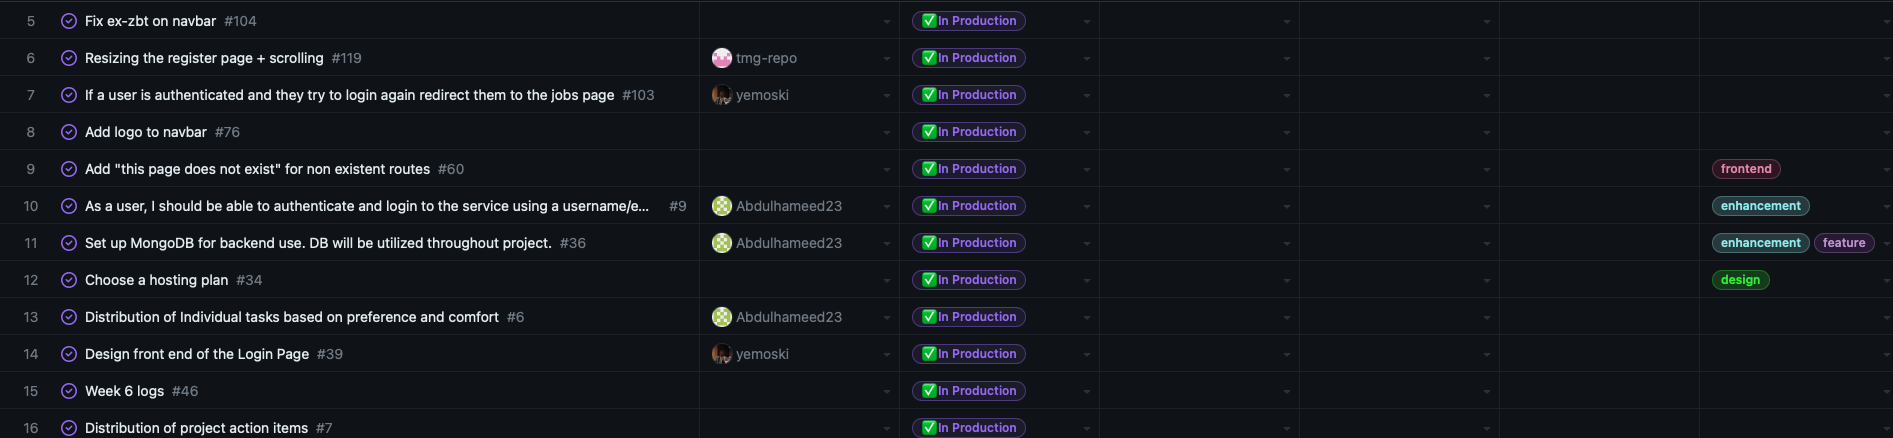 5 Fix ex-zbt on navbar #104 ✅In Production
6 Resizing the register page + scrolling #119 tmg-repo ✅In Production
7 If a user is authenticated and they try to login again redirect them to the jobs page #103 yemoski ✅In Production
8 Add logo to navbar #76 ✅In Production
9 Add "this page does not exist" for non existent routes #60 ✅In Production frontend
10 As a user, I should be able to authenticate and login to the service using a username/e... #9 Abdulhameed23 ✅In Production enhancement
11 Set up MongoDB for backend use. DB will be utilized throughout project. #36 Abdulhameed23 ✅In Production enhancement feature
12 Choose a hosting plan #34 ✅In Production design
13 Distribution of Individual tasks based on preference and comfort #6 Abdulhameed23 ✅In Production
14 Design front end of the Login Page #39 yemoski ✅In Production
15 Week 6 logs #46 ✅In Production
16 Distribution of project action items #7 ✅In Production